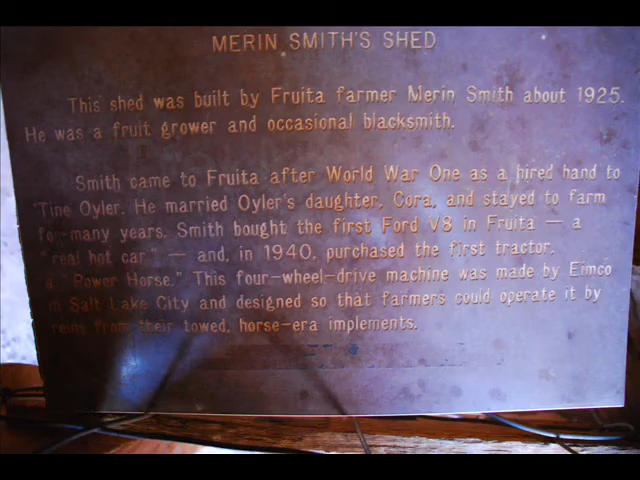 MERIN SMITH'S SHED
This shed was built by Fruita farmer Merin Smith about 1925.
He was a fruit grower and occasional blacksmith.
Smith came to Fruita after World War One as a hired hand to
'Tine Oyler. He married Oyler's daughter, Cora, and stayed to farm
for many years. Smith bought the first Ford V8 in Fruita — a
"real hot car" — and, in 1940, purchased the first tractor,
a "Power Horse." This four-wheel-drive machine was made by Eimco
in Salt Lake City and designed so that farmers could operate it by
reins from their towed, horse-era implements.